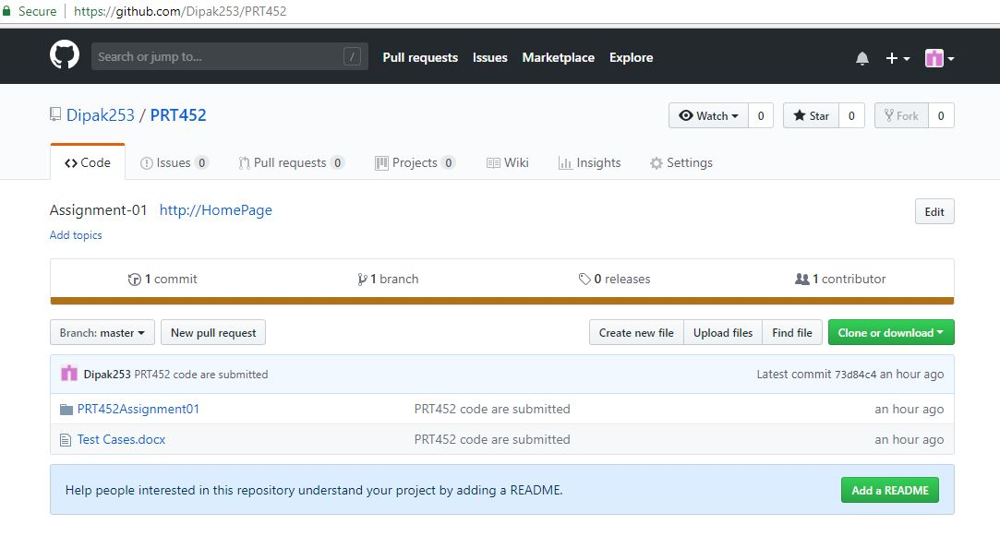 Secure https://github.com/Dipak253/PRT452
Search or jump to... / Pull requests Issues Marketplace Explore
Dipak253 / PRT452 Watch 0 Star 0 Fork 0
Code Issues 0 Pull requests 0 Projects 0 Wiki Insights Settings
Assignment-01 http://HomePage Edit
Add topics
1 commit 1 branch 0 releases 1 contributor
Branch: master New pull request Create new file Upload files Find file Clone or download
Dipak253 PRT452 code are submitted Latest commit 73d84c4 an hour ago
PRT452Assignment01 PRT452 code are submitted an hour ago
Test Cases.docx PRT452 code are submitted an hour ago
Help people interested in this repository understand your project by adding a README. Add a README